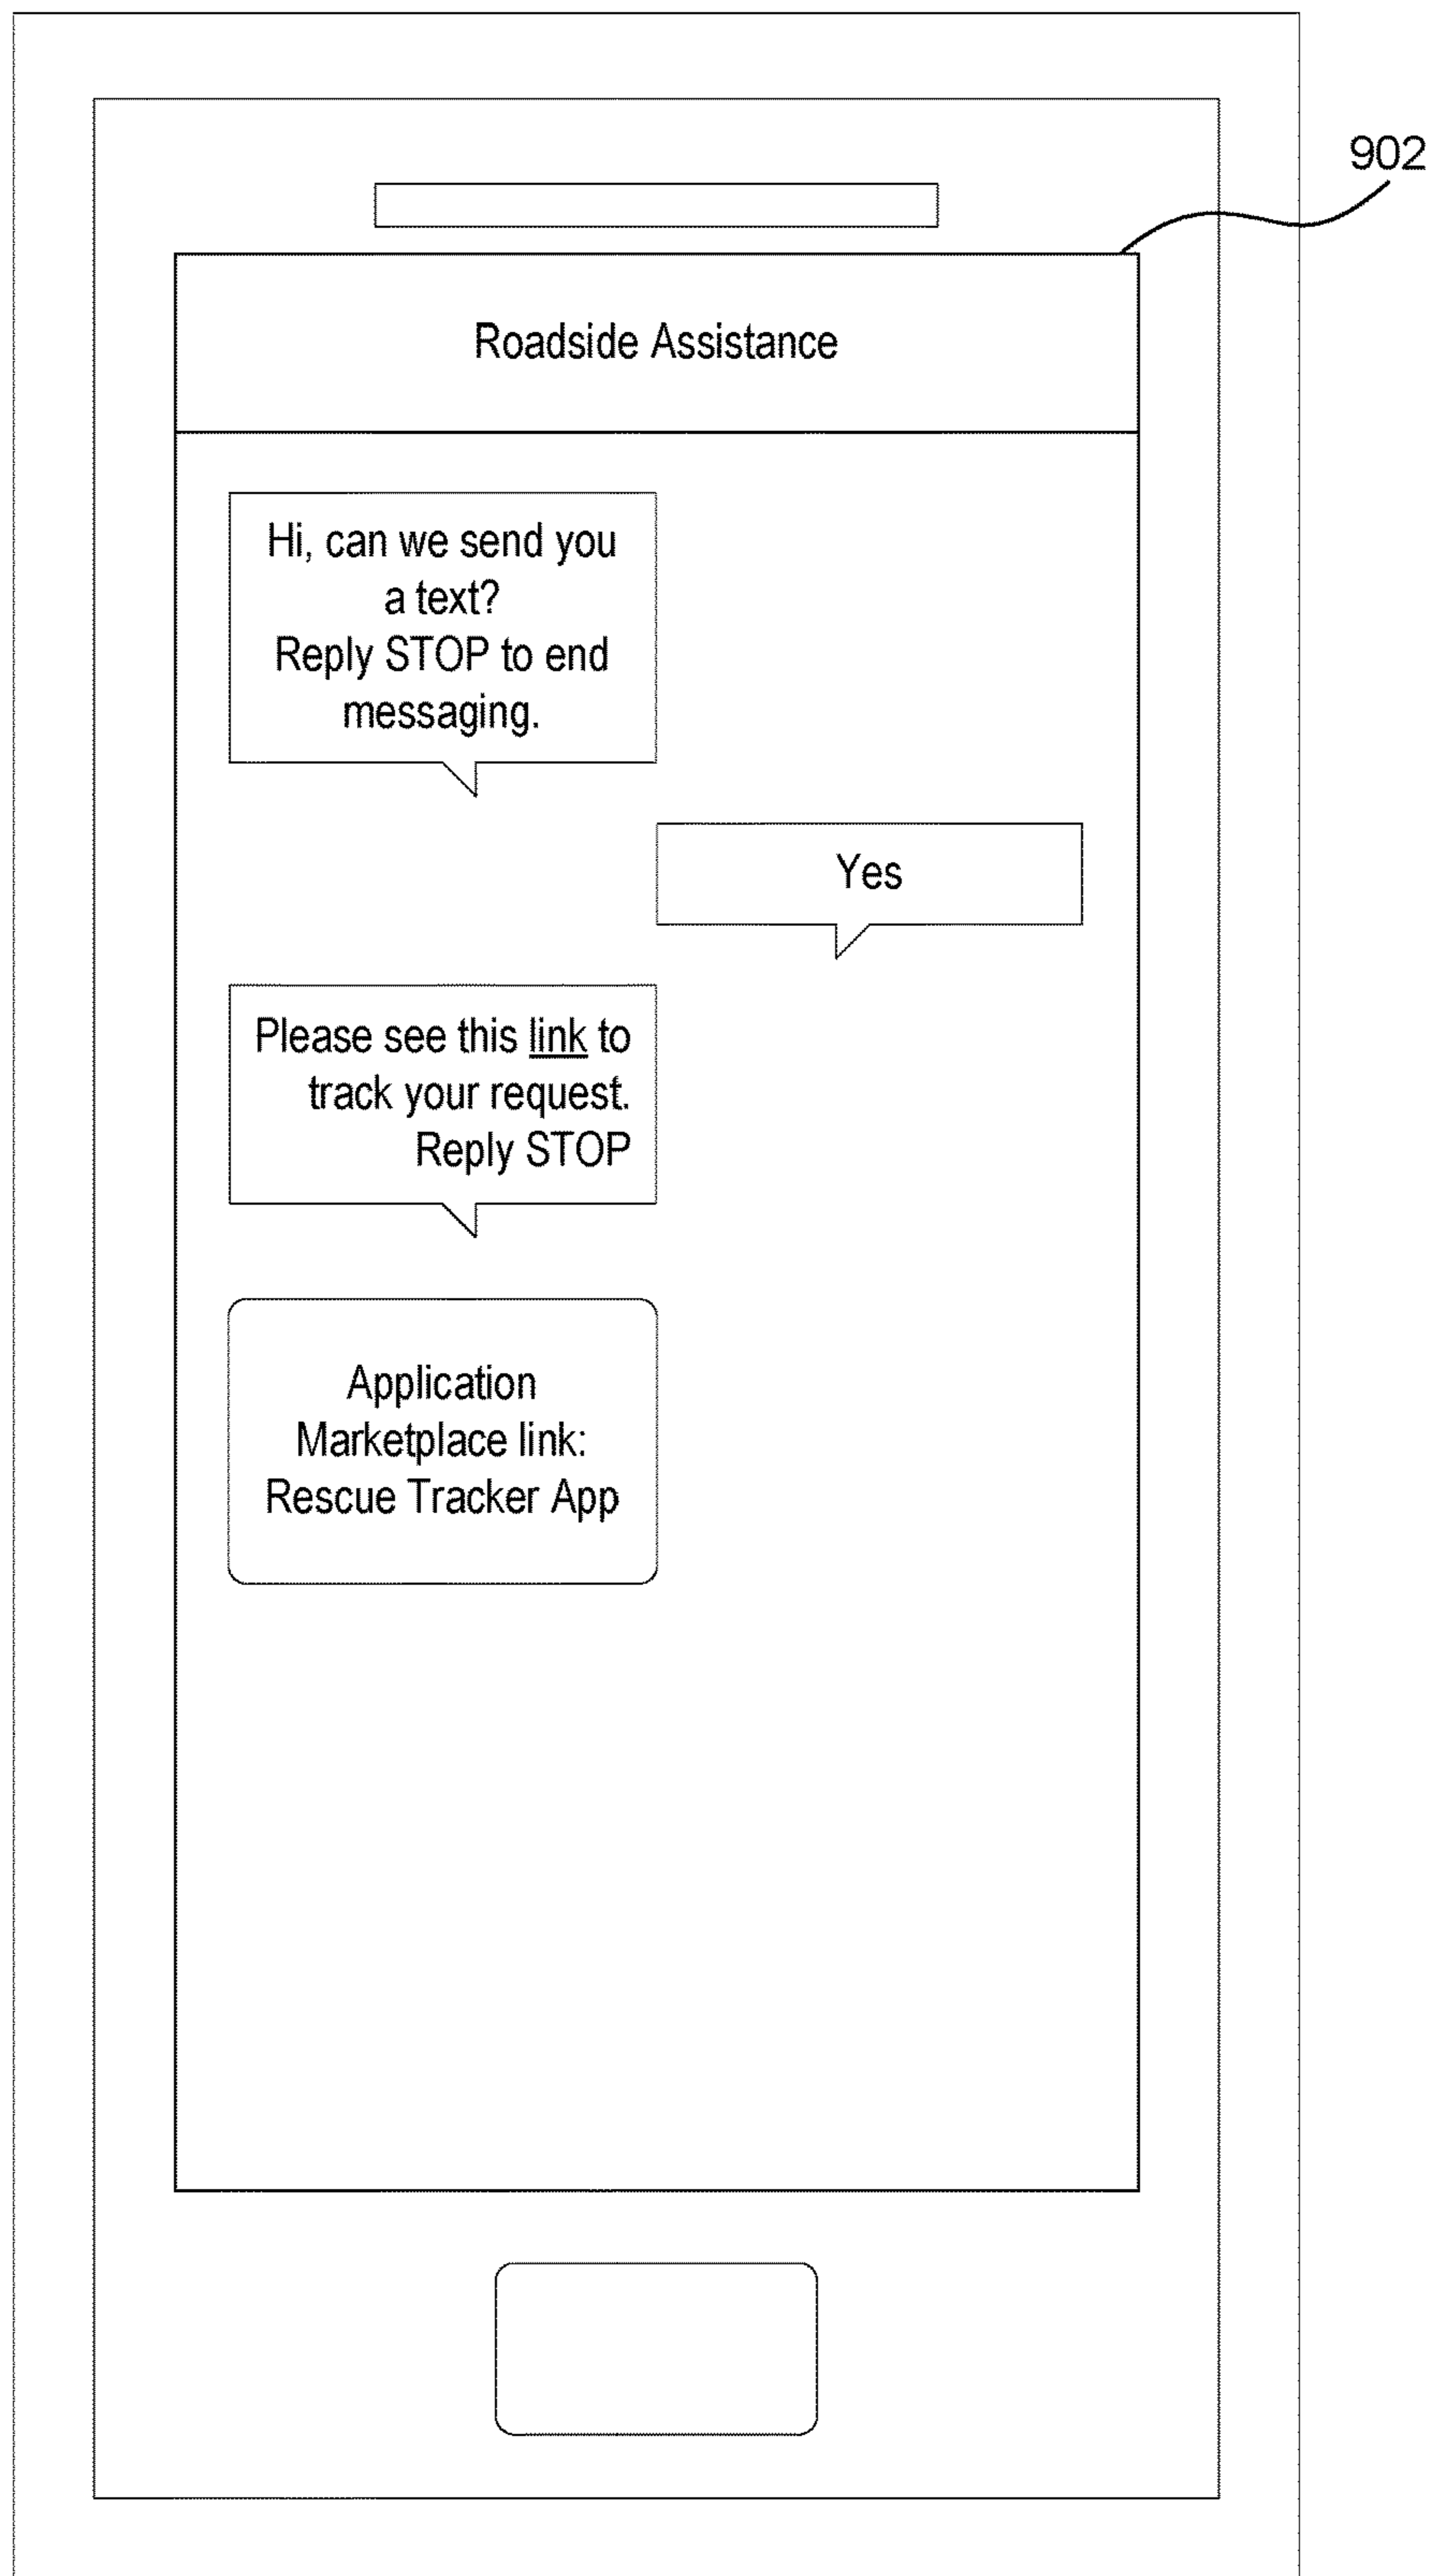 902
Roadside Assistance
Hi, can we send you
a text?
Reply STOP to end
messaging.
Yes
Please see this link to
track your request.
Reply STOP
Application
Marketplace link:
Rescue Tracker App